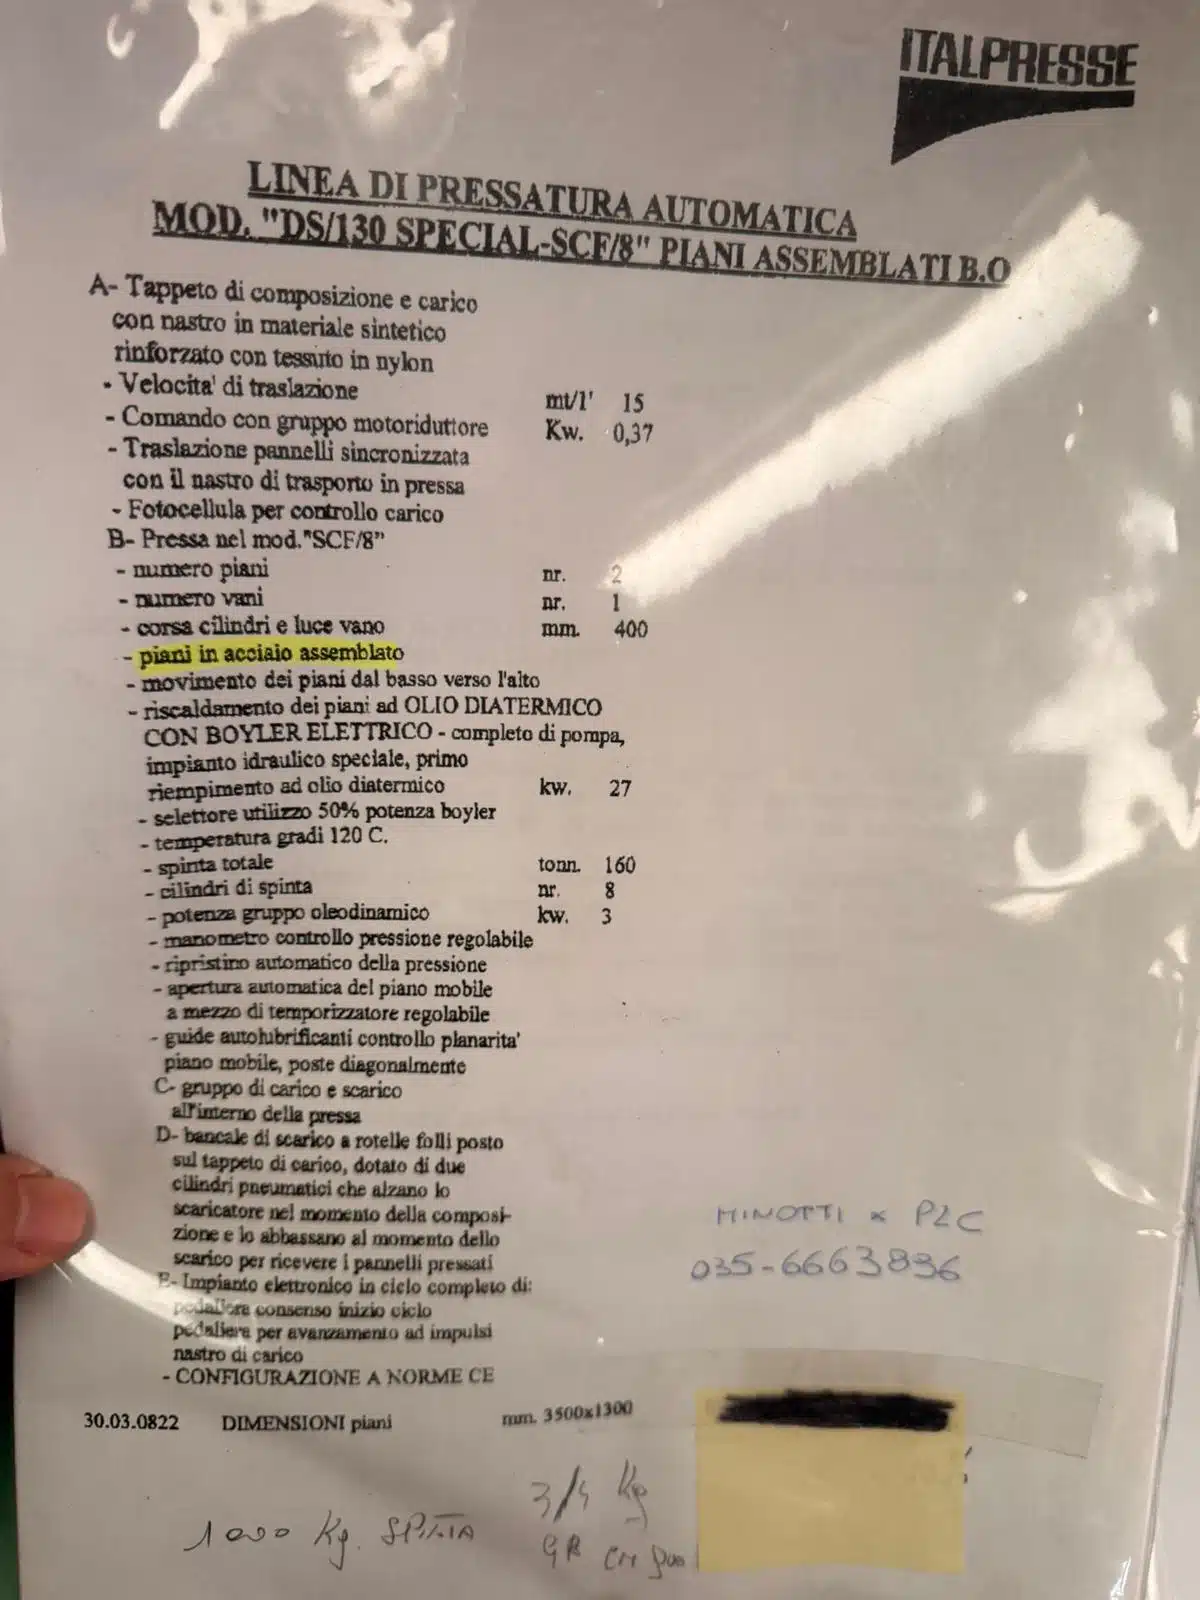 ITALPRESSE
LINEA DI PRESSATURA AUTOMATICA
MOD. "DS/130 SPECIAL-SCF/8" PIANI ASSEMBLATI B.O
A- Tappeto di composizione e carico
con nastro in materiale sintetico
rinforzato con tessuto in nylon
- Velocita' di traslazione mt/1' 15
- Comando con gruppo motoriduttore Kw. 0,37
- Traslazione pannelli sincronizzata
con il nastro di trasporto in pressa
- Fotocellula per controllo carico
B- Pressa nel mod."SCF/8"
- numero piani nr. 2
- numero vani nr. 1
- corsa cilindri e luce vano mm. 400
- piani in acciaio assemblato
- movimento dei piani dal basso verso l'alto
- riscaldamento dei piani ad OLIO DIATERMICO
CON BOYLER ELETTRICO - completo di pompa,
impianto idraulico speciale, primo
riempimento ad olio diatermico kw. 27
- selettore utilizzo 50% potenza boyler
- temperatura gradi 120 C.
- spinta totale tonn. 160
- cilindri di spinta nr. 8
- potenza gruppo oleodinamico kw. 3
- manometro controllo pressione regolabile
- ripristino automatico della pressione
- apertura automatica del piano mobile
a mezzo di temporizzatore regolabile
- guide autolubrificanti controllo planarita'
piano mobile, poste diagonalmente
C- gruppo di carico e scarico
all'interno della pressa
D- bancale di scarico a rotelle folli posto
sul tappeto di carico, dotato di due
cilindri pneumatici che alzano lo
scaricatore nel momento della composi-
zione e lo abbassano al momento dello
scarico per ricevere i pannelli pressati
E- Impianto elettronico in ciclo completo di:
pedaliera consenso inizio ciclo
pedaliera per avanzamento ad impulsi
nastro di carico
- CONFIGURAZIONE A NORME CE
MINOTTI x PLC
035-6663836
30.03.0822 DIMENSIONI piani mm. 3500x1300
3/4 Kg
1000 Kg. SPINTA